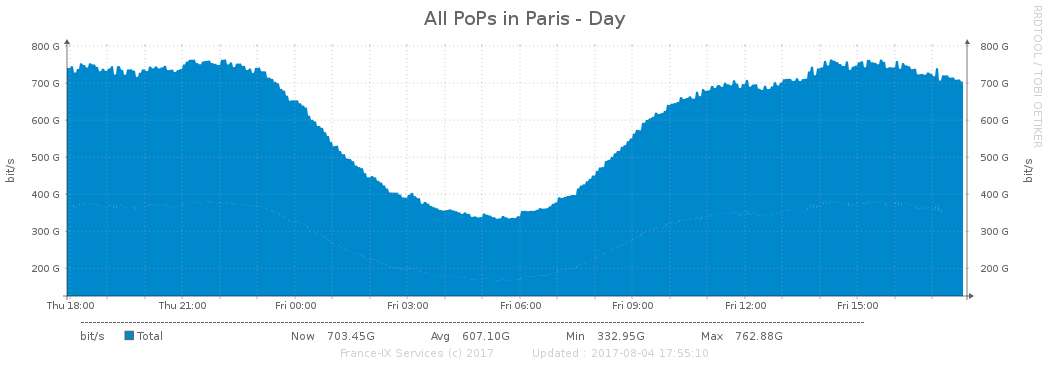 All PoPs in Paris - Day
RRDTOOL / TOBI OETIKER
800 G 800 G
700 G 700 G
600 G 600 G
500 G 500 G
bit/s bit/s
400 G 400 G
300 G 300 G
200 G 200 G
Thu 18:00 Thu 21:00 Fri 00:00 Fri 03:00 Fri 06:00 Fri 09:00 Fri 12:00 Fri 15:00
bit/s Total Now 703.45G Avg 607.10G Min 332.95G Max 762.88G
France-IX Services (c) 2017 Updated : 2017-08-04 17:55:10